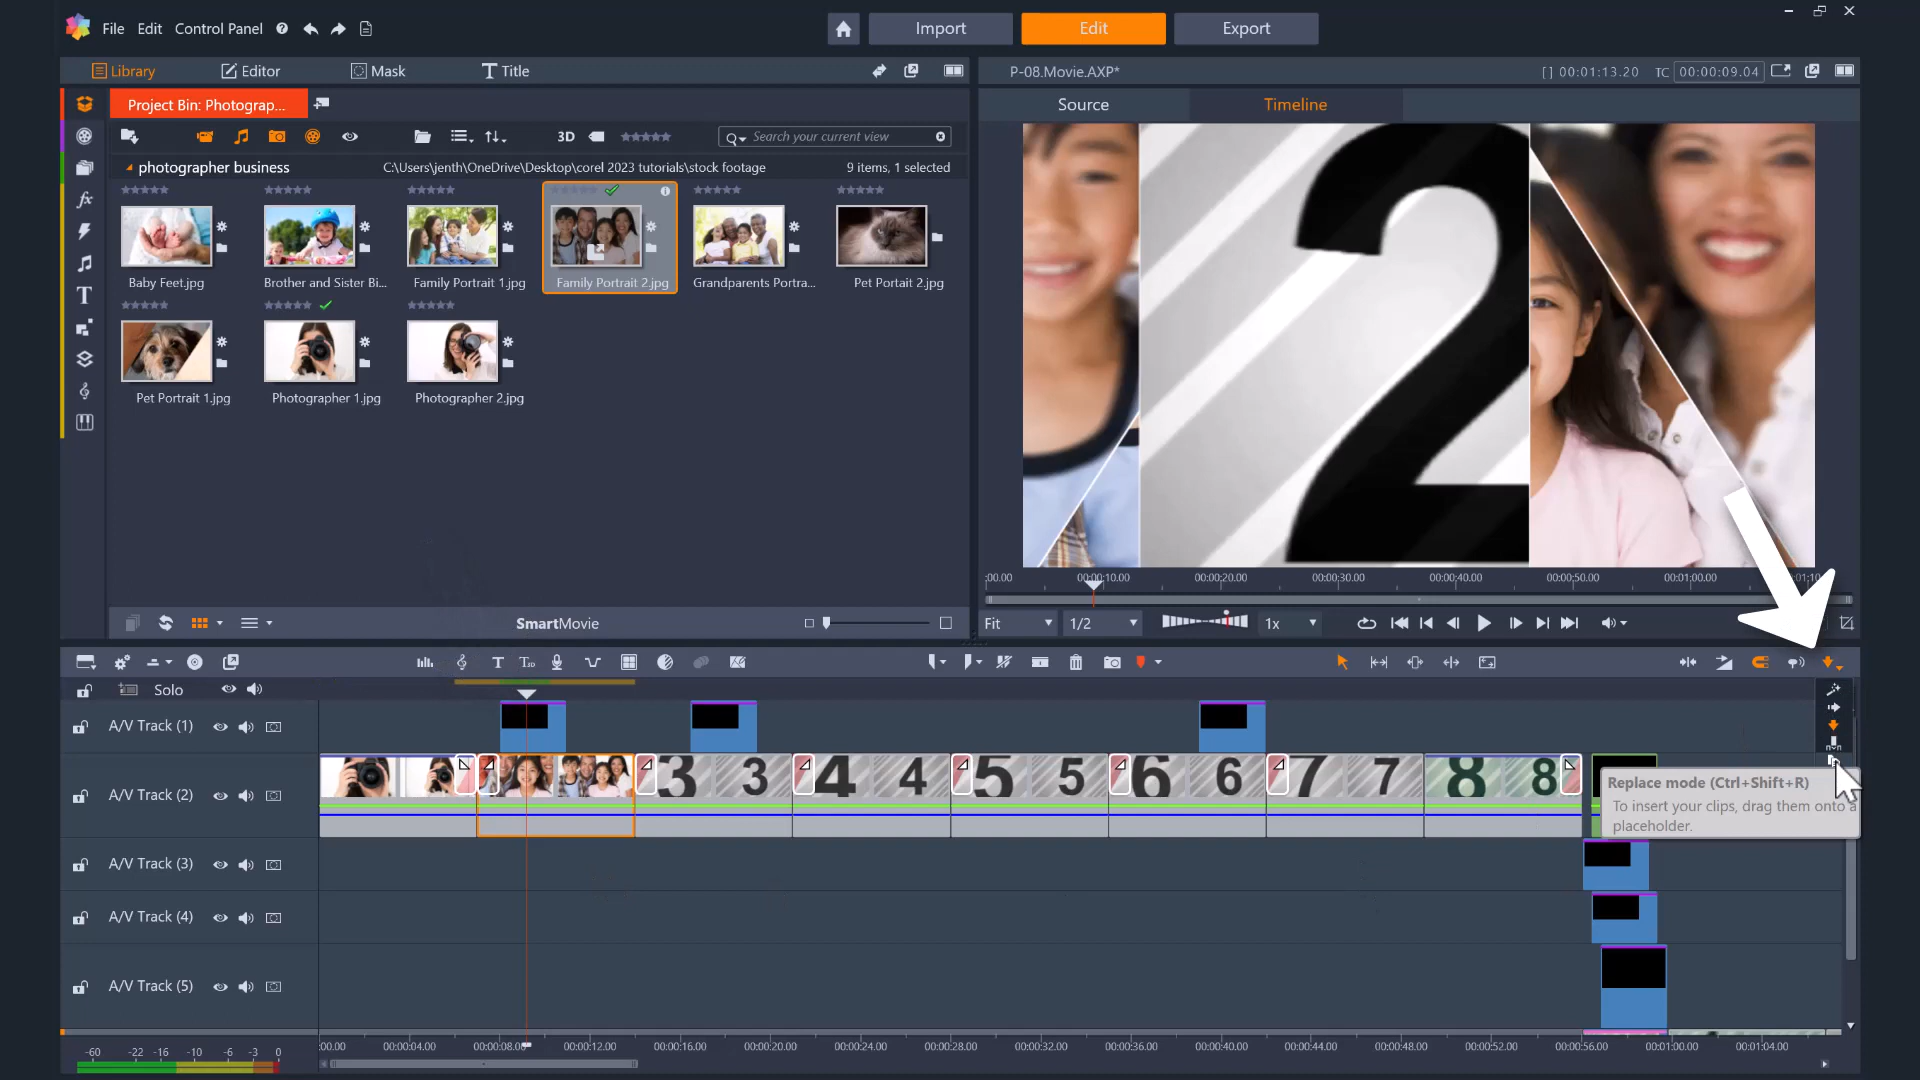 File Edit Control Panel
Import Edit Export
Library Editor Mask Title
P-08.Movie.AXP* [ ] 00:01:13.20 TC 00:00:09.04
Project Bin: Photograp...
Source Timeline
3D Search your current view
photographer business C:\Users\jenth\OneDrive\Desktop\corel 2023 tutorials\stock footage 9 items, 1 selected
Baby Feet.jpg Brother and Sister Bi... Family Portrait 1.jpg Family Portrait 2.jpg Grandparents Portra... Pet Portait 2.jpg
Pet Portrait 1.jpg Photographer 1.jpg Photographer 2.jpg
2
:00.00 00:00:10.00 00:00:20.00 00:00:30.00 00:00:40.00 00:00:50.00 00:01:00.00 :01:10
SmartMovie
Fit 1/2 1x
Solo
A/V Track (1)
A/V Track (2)
3 3 4 4 5 5 6 6 7 7 8 8
Replace mode (Ctrl+Shift+R)
To insert your clips, drag them onto a
placeholder.
A/V Track (3)
A/V Track (4)
A/V Track (5)
-60 -22 -16 -10 -6 -3 0
:00.00 00:00:04.00 00:00:08.00 00:00:12.00 00:00:16.00 00:00:20.00 00:00:24.00 00:00:28.00 00:00:32.00 00:00:36.00 00:00:40.00 00:00:44.00 00:00:48.00 00:00:52.00 00:00:56.00 00:01:00.00 00:01:04.00